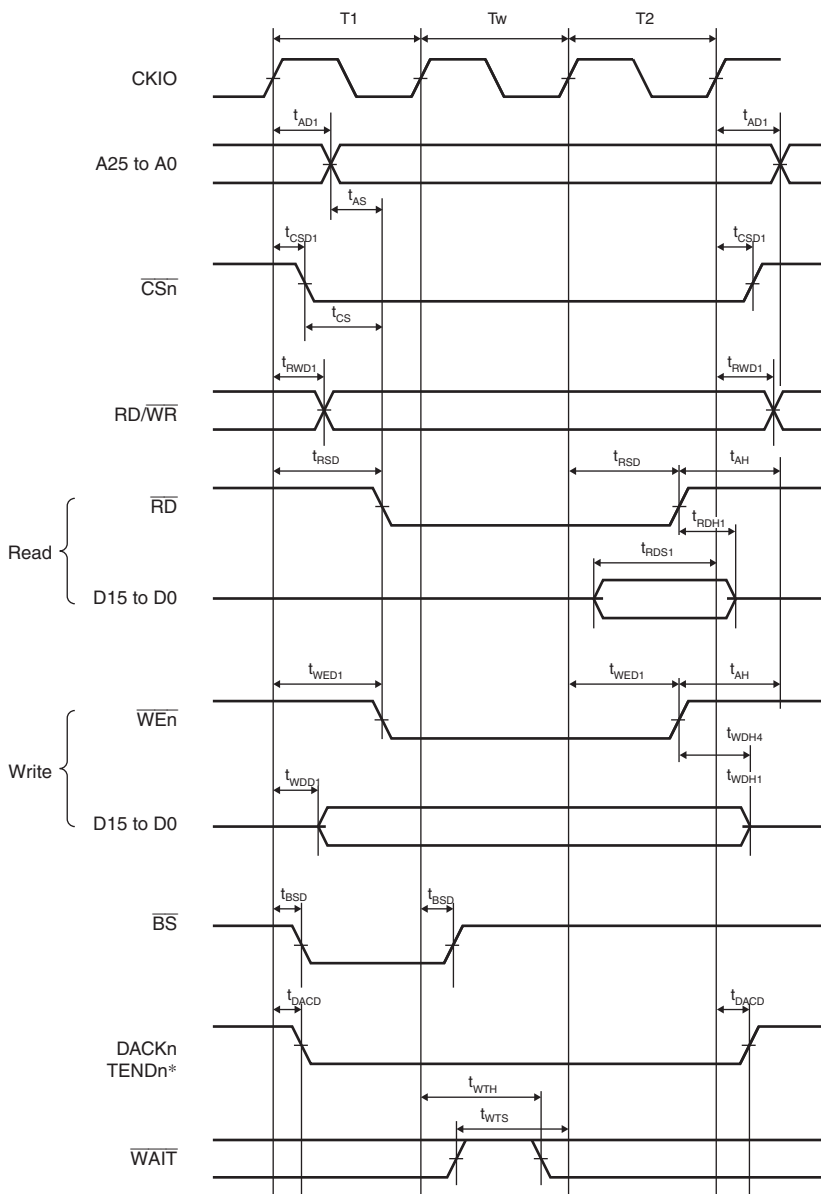 T1 Tw T2
CKIO
tAD1 tAD1
A25 to A0
tAS
tCSD1 tCSD1
CSn
tCS
tRWD1 tRWD1
RD/WR
tRSD tRSD tAH
RD
tRDH1
Read
tRDS1
D15 to D0
tWED1 tWED1 tAH
WEn
tWDH4
Write
tWDD1 tWDH1
D15 to D0
tBSD tBSD
BS
tDACD tDACD
DACKn
TENDn*
tWTH
tWTS
WAIT